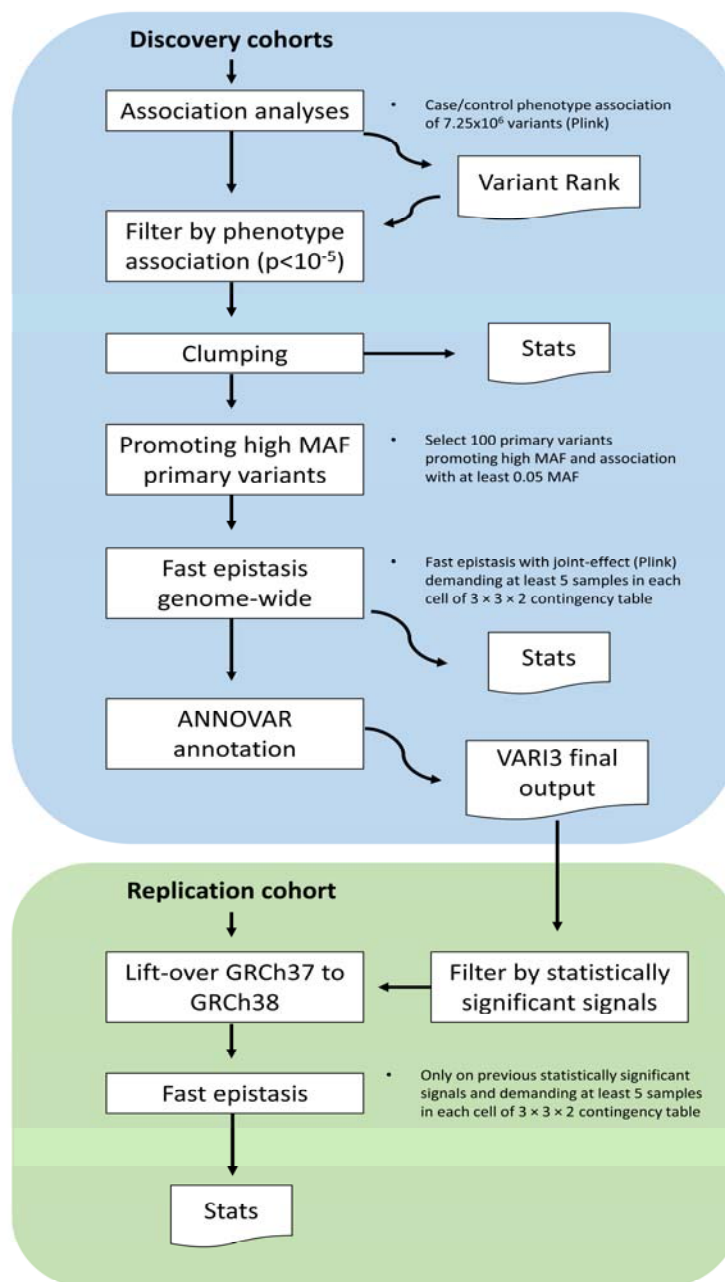 Discovery cohorts
Association analyses
• Case/control phenotype association
of 7.25x10⁶ variants (Plink)
Variant Rank
Filter by phenotype
association (p<10⁻⁵)
Clumping
Stats
Promoting high MAF
primary variants
• Select 100 primary variants
promoting high MAF and association
with at least 0.05 MAF
Fast epistasis
genome-wide
• Fast epistasis with joint-effect (Plink)
demanding at least 5 samples in each
cell of 3 × 3 × 2 contingency table
Stats
ANNOVAR
annotation
VARI3 final
output
Replication cohort
Lift-over GRCh37 to
GRCh38
Filter by statistically
significant signals
Fast epistasis
• Only on previous statistically significant
signals and demanding at least 5 samples
in each cell of 3 × 3 × 2 contingency table
Stats